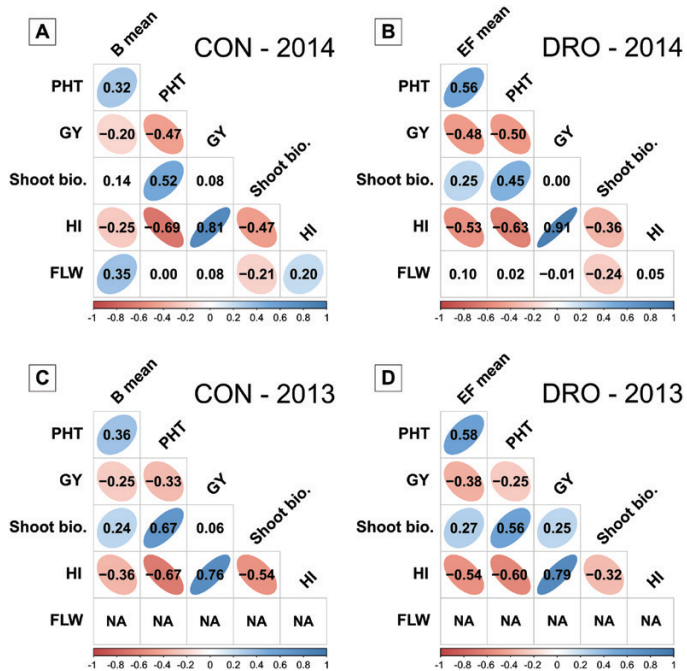 A
CON - 2014
B mean
PHT
GY
Shoot bio.
HI
PHT 0.32
GY −0.20 −0.47
Shoot bio. 0.14 0.52 0.08
HI −0.25 −0.69 0.81 −0.47
FLW 0.35 0.00 0.08 −0.21 0.20
-1 -0.8 -0.6 -0.4 -0.2 0 0.2 0.4 0.6 0.8 1
B
DRO - 2014
EF mean
PHT
GY
Shoot bio.
HI
PHT 0.56
GY −0.48 −0.50
Shoot bio. 0.25 0.45 0.00
HI −0.53 −0.63 0.91 −0.36
FLW 0.10 0.02 −0.01 −0.24 0.05
-1 -0.8 -0.6 -0.4 -0.2 0 0.2 0.4 0.6 0.8 1
C
CON - 2013
B mean
PHT
GY
Shoot bio.
HI
PHT 0.36
GY −0.25 −0.33
Shoot bio. 0.24 0.67 0.06
HI −0.36 −0.67 0.76 −0.54
FLW NA NA NA NA NA
-1 -0.8 -0.6 -0.4 -0.2 0 0.2 0.4 0.6 0.8 1
D
DRO - 2013
EF mean
PHT
GY
Shoot bio.
HI
PHT 0.58
GY −0.38 −0.25
Shoot bio. 0.27 0.56 0.25
HI −0.54 −0.60 0.79 −0.32
FLW NA NA NA NA NA
-1 -0.8 -0.6 -0.4 -0.2 0 0.2 0.4 0.6 0.8 1